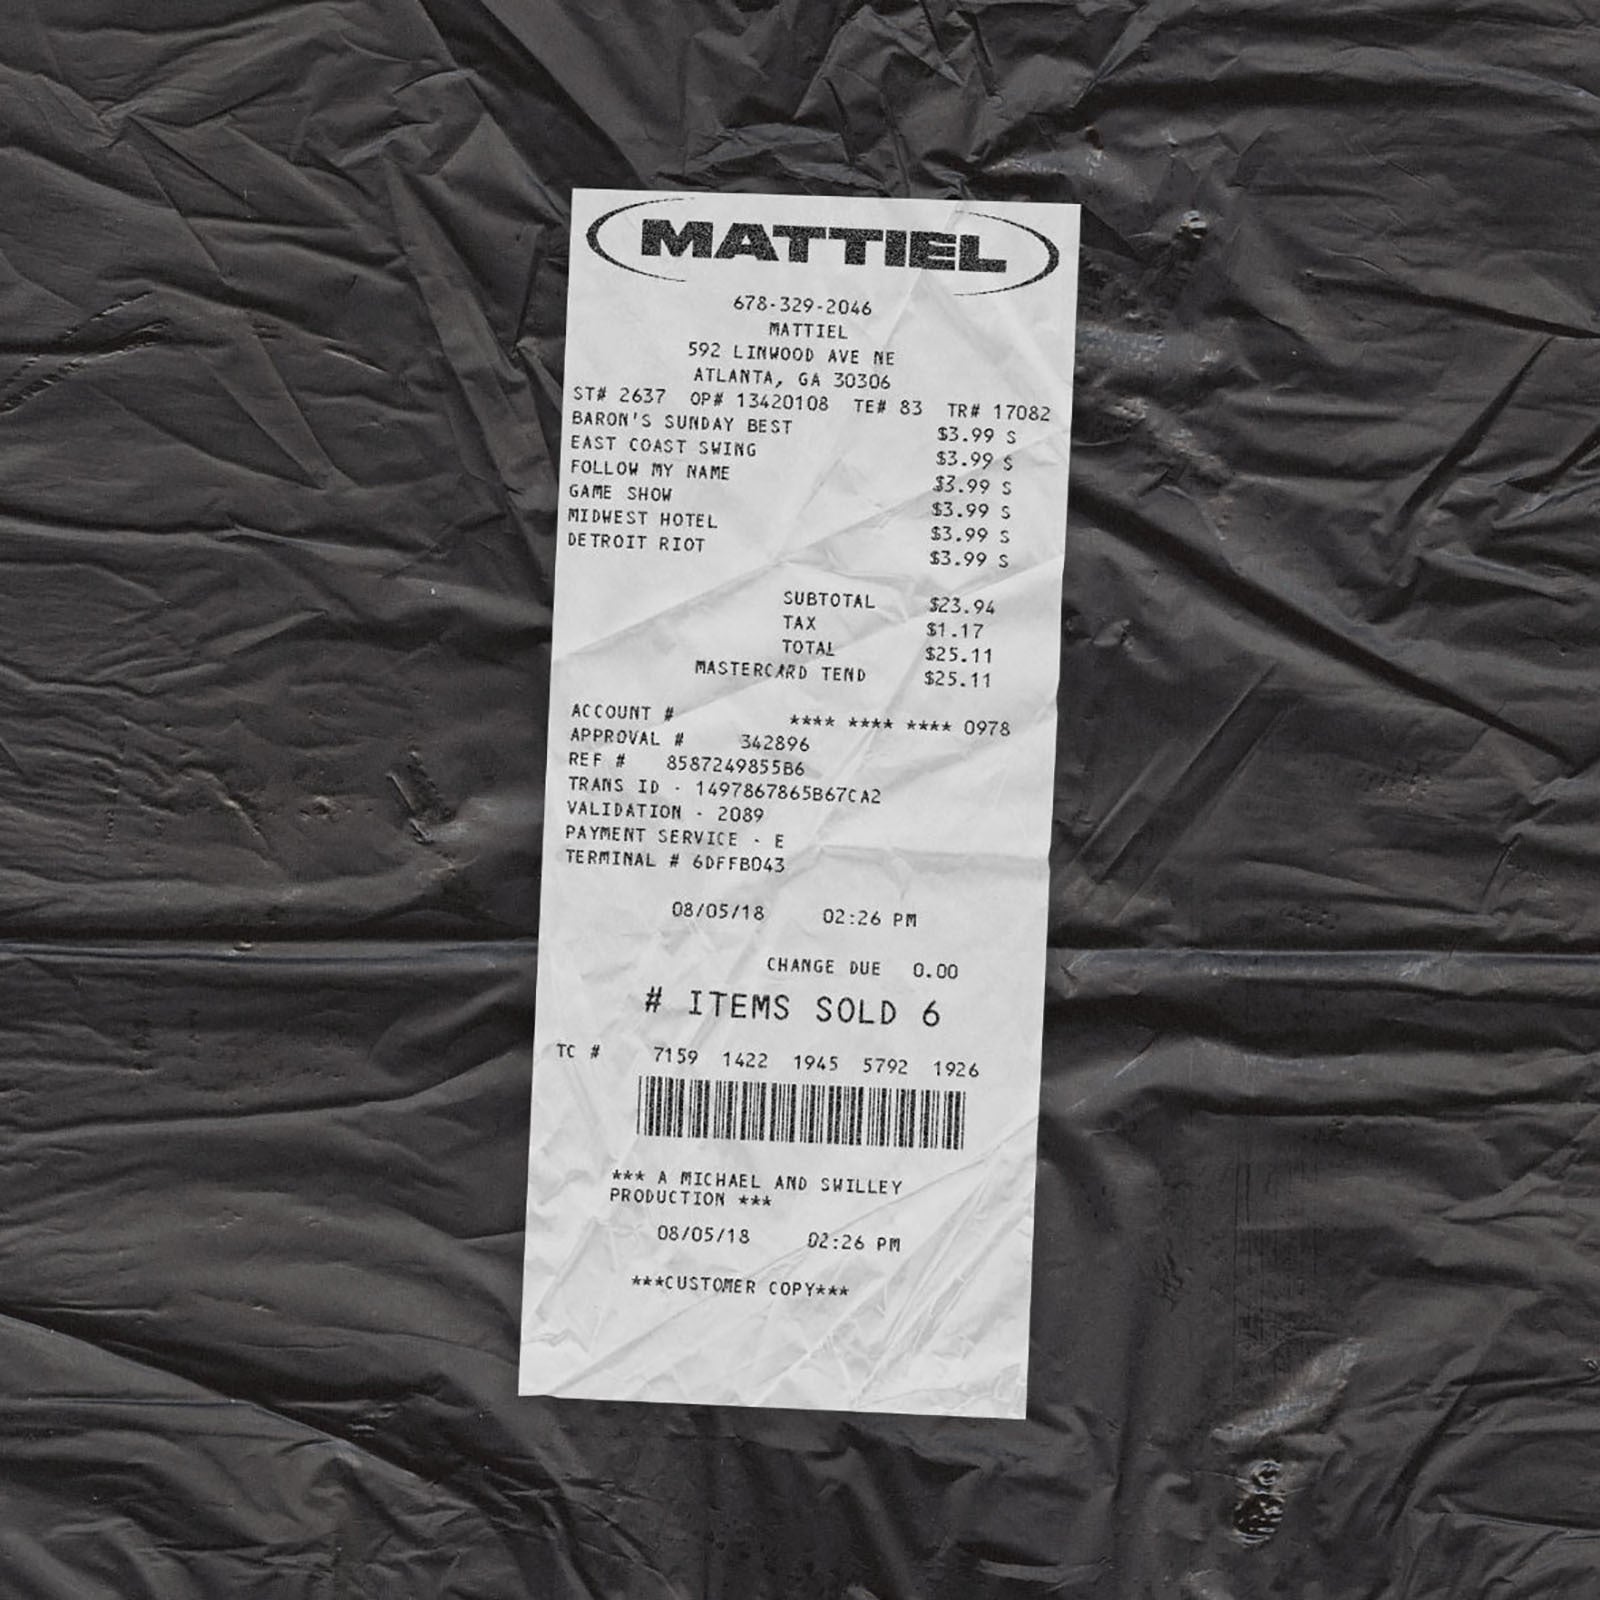 MATTIEL
678-329-2046
MATTIEL
592 LINWOOD AVE NE
ATLANTA, GA 30306
ST# 2637 OP# 13420108 TE# 83 TR# 17082
BARON'S SUNDAY BEST $3.99 S
EAST COAST SWING $3.99 S
FOLLOW MY NAME $3.99 S
GAME SHOW $3.99 S
MIDWEST HOTEL $3.99 S
DETROIT RIOT $3.99 S
SUBTOTAL $23.94
TAX $1.17
TOTAL $25.11
MASTERCARD TEND $25.11
ACCOUNT # **** **** **** 0978
APPROVAL # 342896
REF # 8587249855B6
TRANS ID - 1497867865B67CA2
VALIDATION - 2089
PAYMENT SERVICE - E
TERMINAL # 6DFFB043
08/05/18 02:26 PM
CHANGE DUE 0.00
# ITEMS SOLD 6
TC # 7159 1422 1945 5792 1926
*** A MICHAEL AND SWILLEY
PRODUCTION ***
08/05/18 02:26 PM
***CUSTOMER COPY***